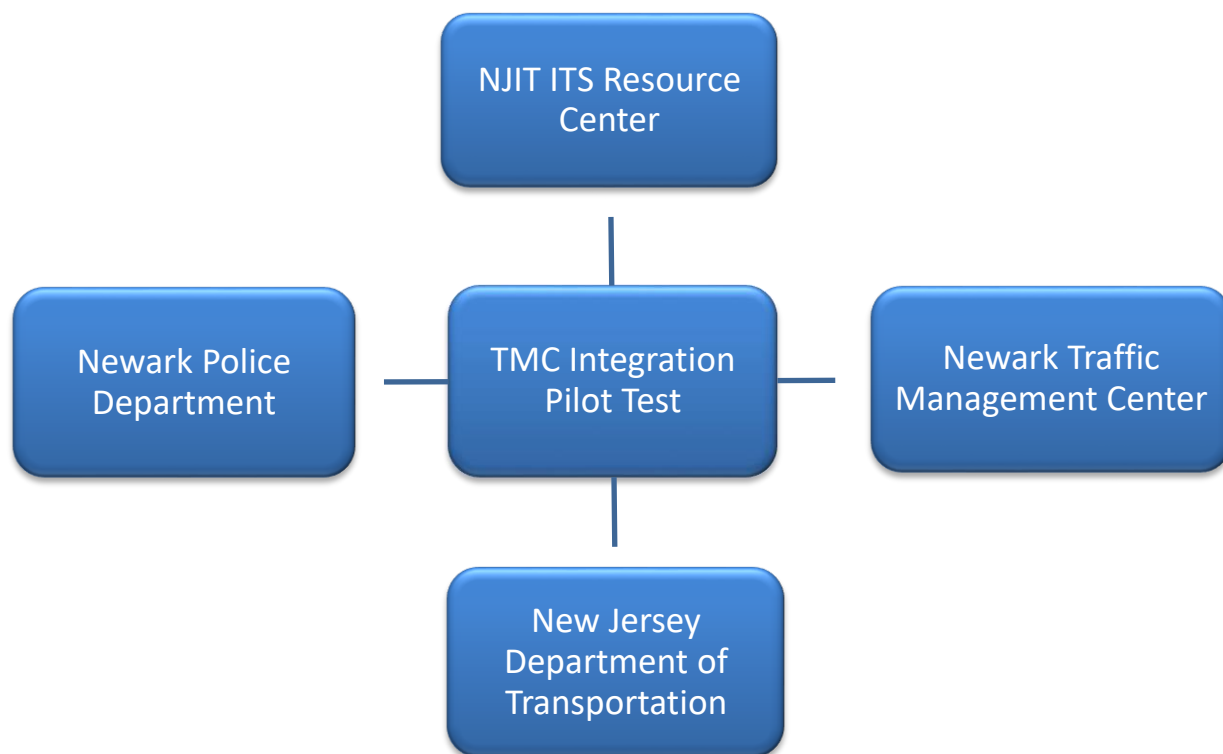 NJIT ITS Resource
Center
Newark Police
Department
TMC Integration
Pilot Test
Newark Traffic
Management Center
New Jersey
Department of
Transportation